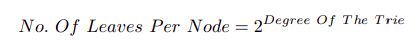 No. Of Leaves Per Node = 2^Degree Of The Trie